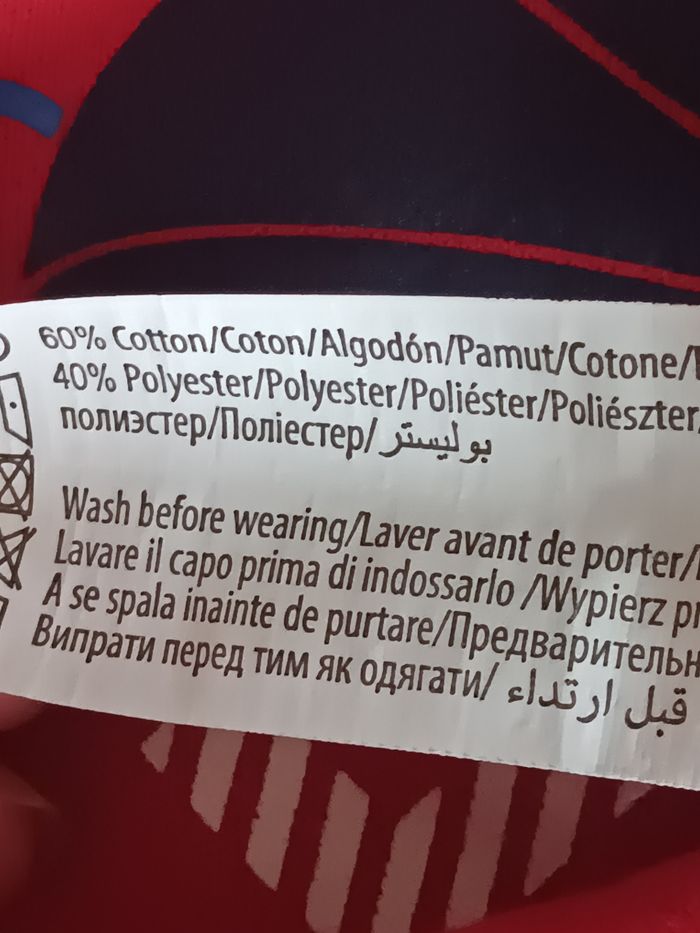 60% Cotton/Coton/Algodón/Pamut/Cotone/
40% Polyester/Polyester/Poliéster/Poliészter/
полиэстер/Поліестер/بوليستر
Wash before wearing/Laver avant de porter/
Lavare il capo prima di indossarlo /Wypierz
A se spala inainte de purtare/Предварительн
Випрати перед тим як одягати/ قبل ارتداء